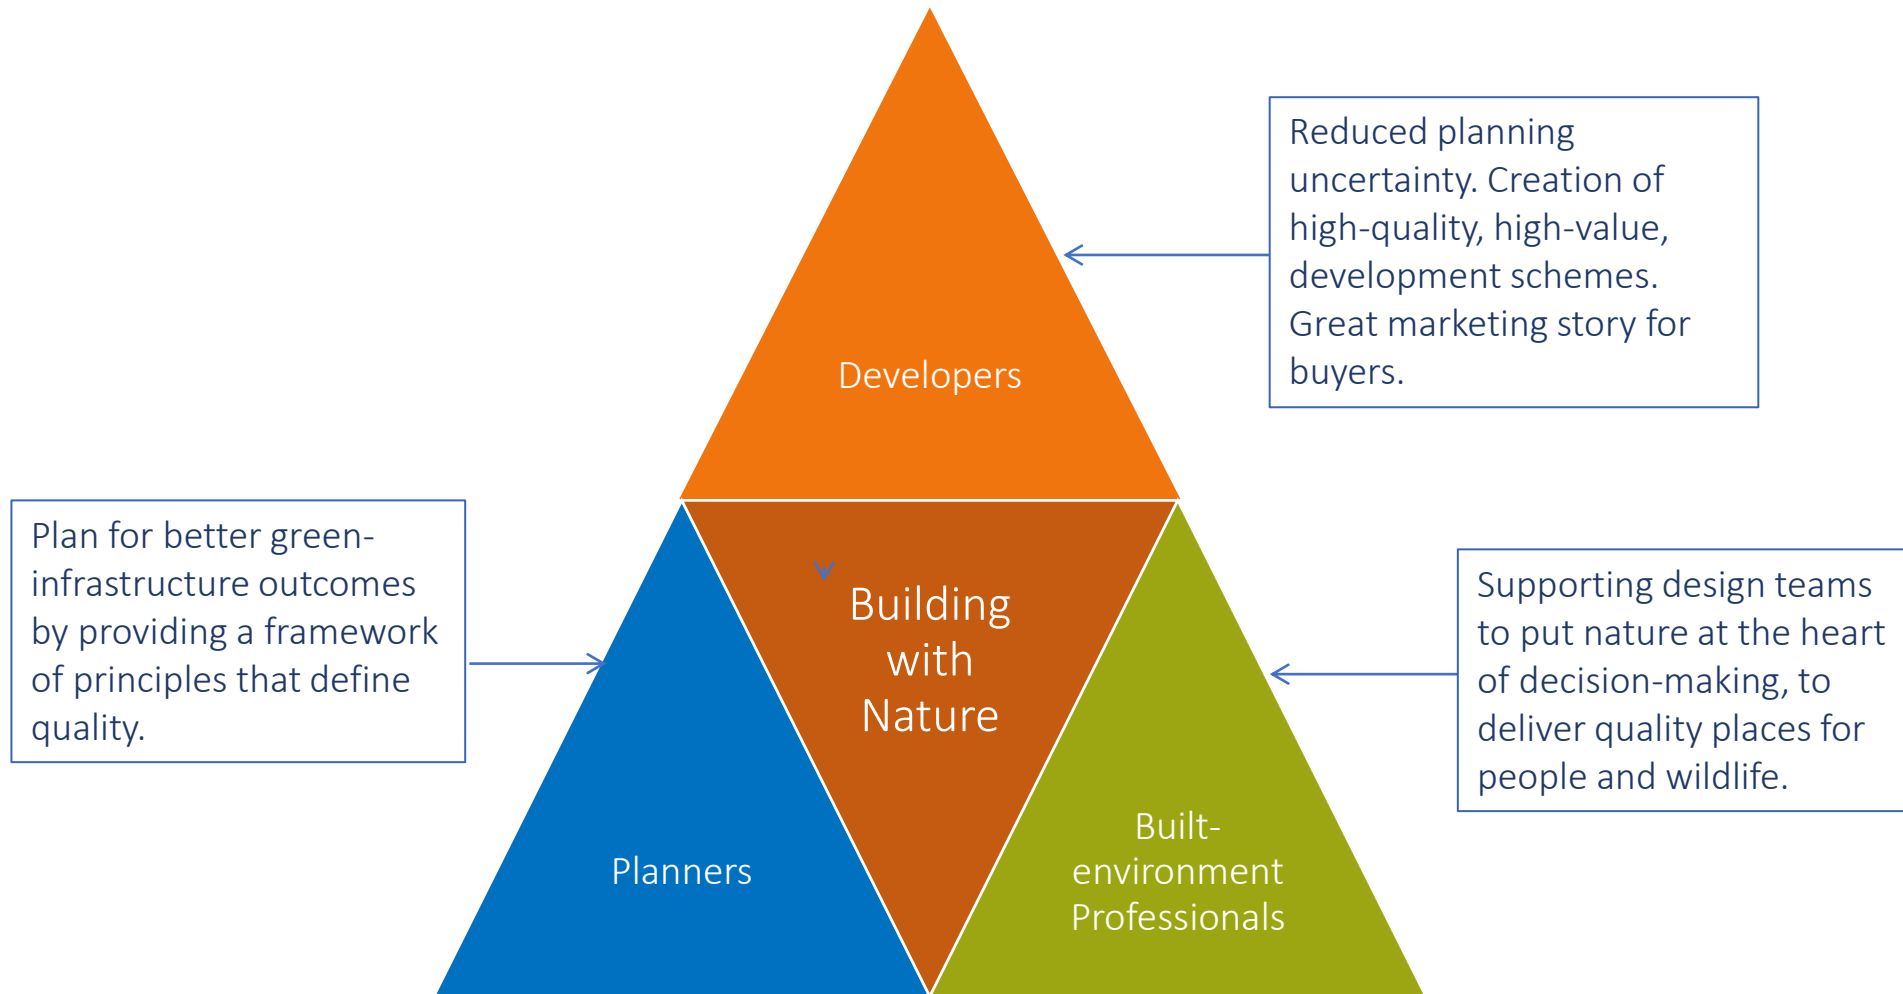 Reduced planning
uncertainty. Creation of
high-quality, high-value,
development schemes.
Great marketing story for
buyers.
Developers
Plan for better green-
infrastructure outcomes
by providing a framework
of principles that define
quality.
Building
with
Nature
Supporting design teams
to put nature at the heart
of decision-making, to
deliver quality places for
people and wildlife.
Planners
Built-
environment
Professionals